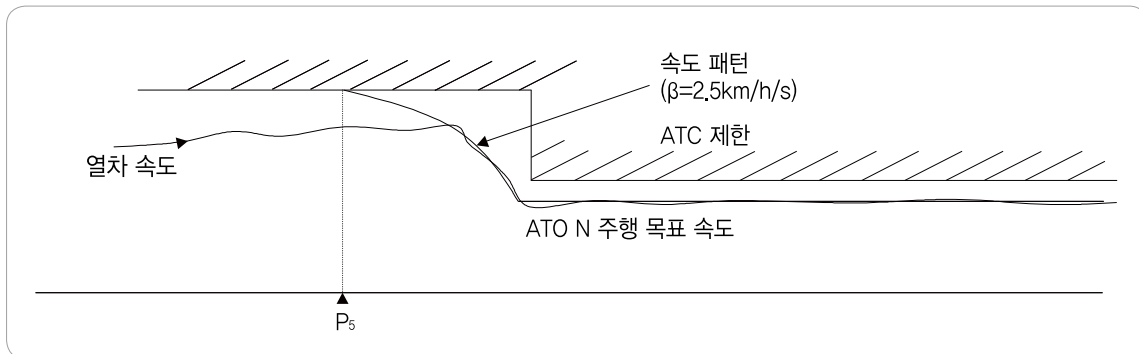 속도 패턴
(β=2.5km/h/s)
ATC 제한
열차 속도
ATO N 주행 목표 속도
P₅